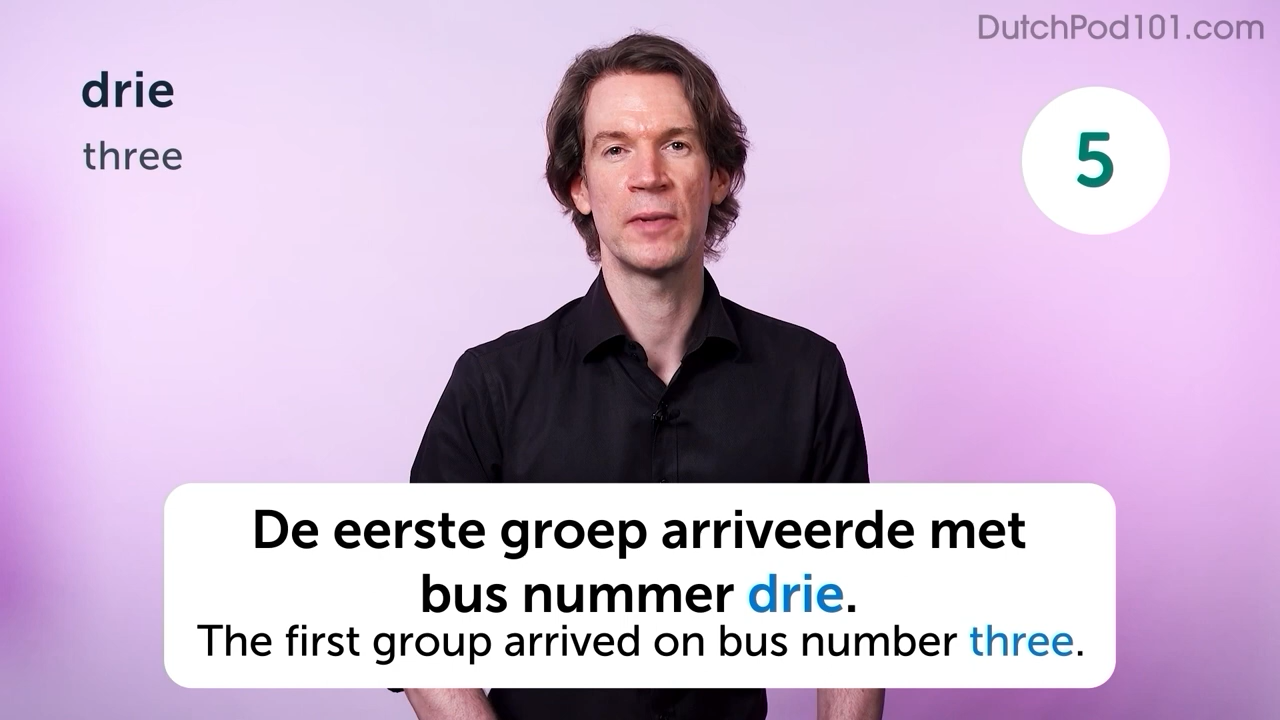 DutchPod101.com
drie
three
5
De eerste groep arriveerde met
bus nummer drie.
The first group arrived on bus number three.